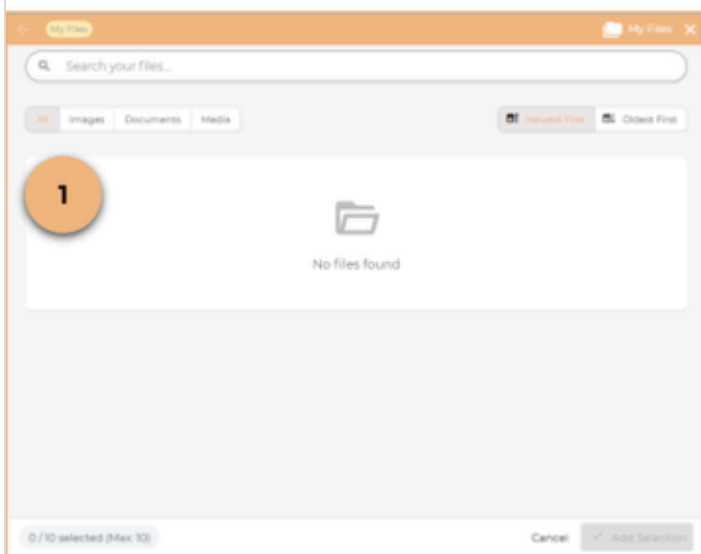 My Files My Files
Search your files...
All Images Documents Media Newest First Oldest First
1
No files found
0/10 selected (Max 10) Cancel Add Selection